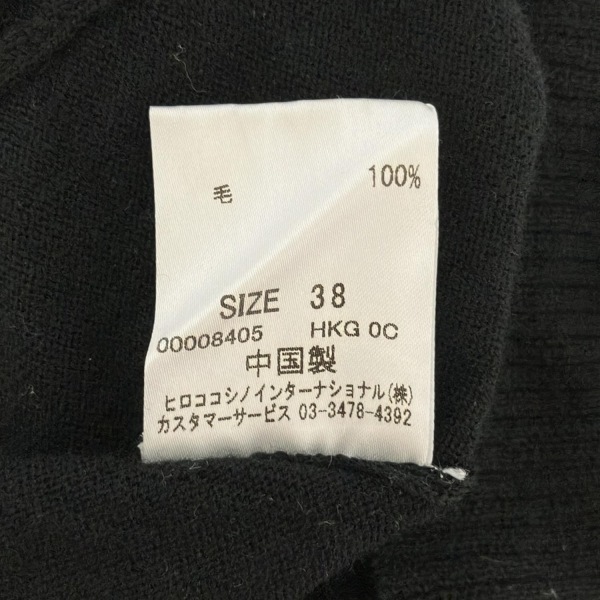 毛 100%
SIZE 38
00008405 HKG 0C
中国製
ヒロココシノインターナショナル(株)
カスタマーサービス 03-3478-4392